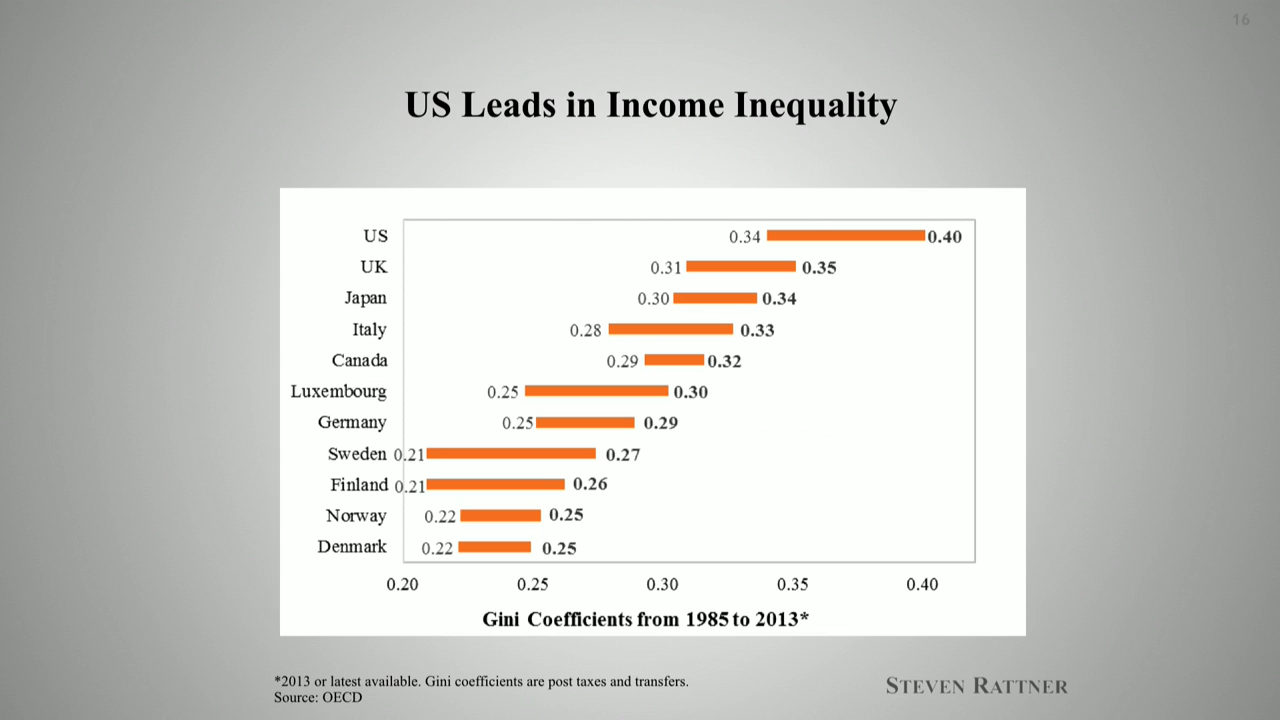 16
US Leads in Income Inequality
US 0.34 0.40
UK 0.31 0.35
Japan 0.30 0.34
Italy 0.28 0.33
Canada 0.29 0.32
Luxembourg 0.25 0.30
Germany 0.25 0.29
Sweden 0.21 0.27
Finland 0.21 0.26
Norway 0.22 0.25
Denmark 0.22 0.25
0.20 0.25 0.30 0.35 0.40
Gini Coefficients from 1985 to 2013*
*2013 or latest available. Gini coefficients are post taxes and transfers.
Source: OECD
STEVEN RATTNER